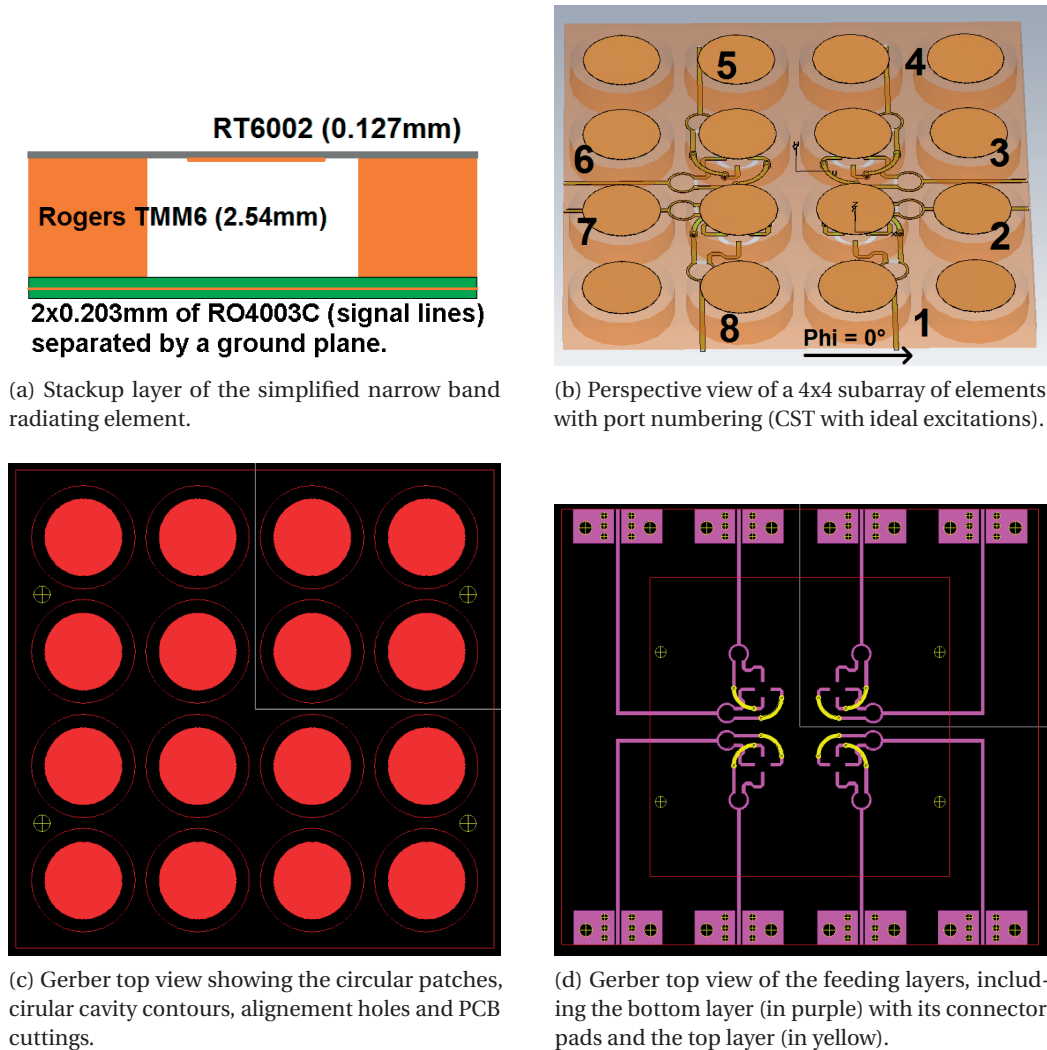 RT6002 (0.127mm)
Rogers TMM6 (2.54mm)
2x0.203mm of RO4003C (signal lines)
separated by a ground plane.
(a) Stackup layer of the simplified narrow band
radiating element.
5
4
6
3
7
2
8
1
Phi = 0°
(b) Perspective view of a 4x4 subarray of elements
with port numbering (CST with ideal excitations).
(c) Gerber top view showing the circular patches,
cirular cavity contours, alignement holes and PCB
cuttings.
(d) Gerber top view of the feeding layers, includ-
ing the bottom layer (in purple) with its connector
pads and the top layer (in yellow).